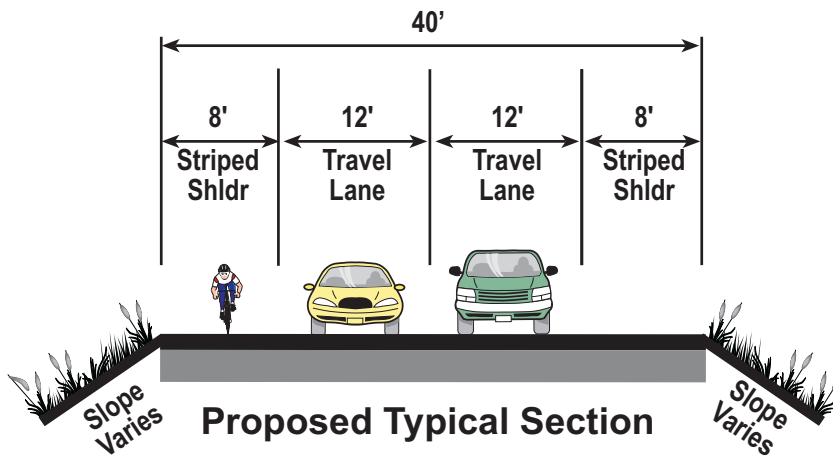 40’
8'
12'
12'
8'
Striped
Shldr
Travel
Lane
Travel
Lane
Striped
Shldr
Slope
Varies
Proposed Typical Section
Slope
Varies